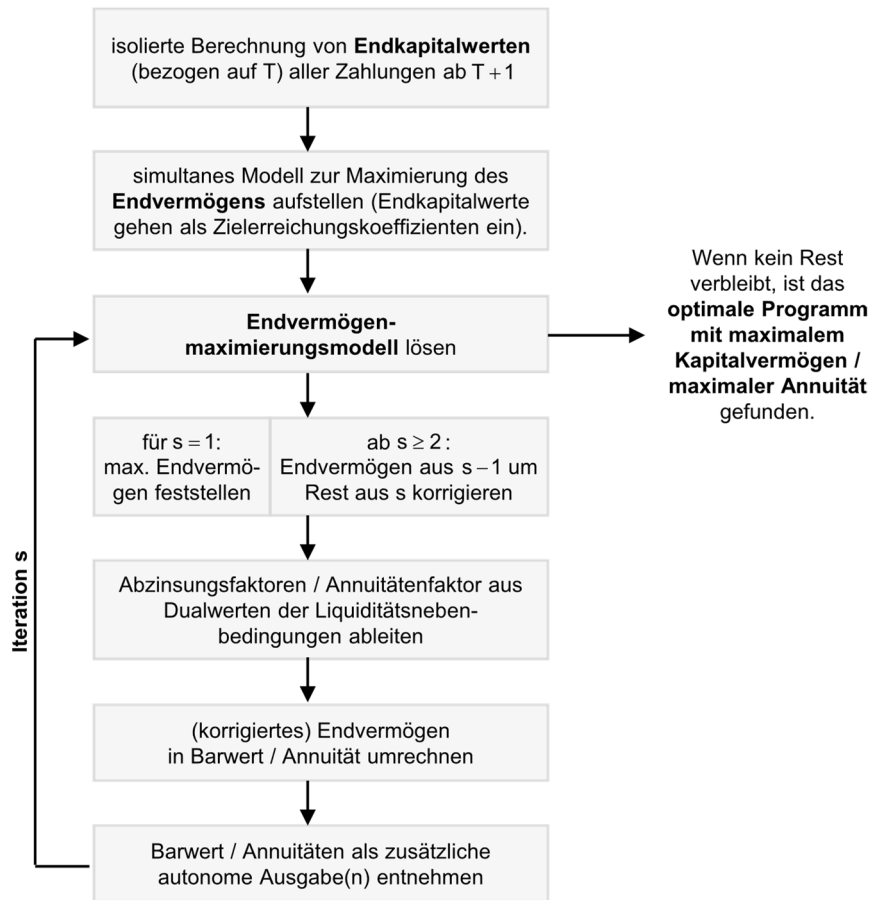 isolierte Berechnung von Endkapitalwerten
(bezogen auf T) aller Zahlungen ab T + 1
simultanes Modell zur Maximierung des
Endvermögens aufstellen (Endkapitalwerte
gehen als Zielerreichungskoeffizienten ein).
Endvermögen-
maximierungsmodell lösen
Wenn kein Rest
verbleibt, ist das
optimale Programm
mit maximalem
Kapitalvermögen /
maximaler Annuität
gefunden.
für s = 1:
max. Endvermö-
gen feststellen
ab s ≥ 2 :
Endvermögen aus s – 1 um
Rest aus s korrigieren
Abzinsungsfaktoren / Annuitätenfaktor aus
Dualwerten der Liquiditätsneben-
bedingungen ableiten
(korrigiertes) Endvermögen
in Barwert / Annuität umrechnen
Barwert / Annuitäten als zusätzliche
autonome Ausgabe(n) entnehmen
Iteration s